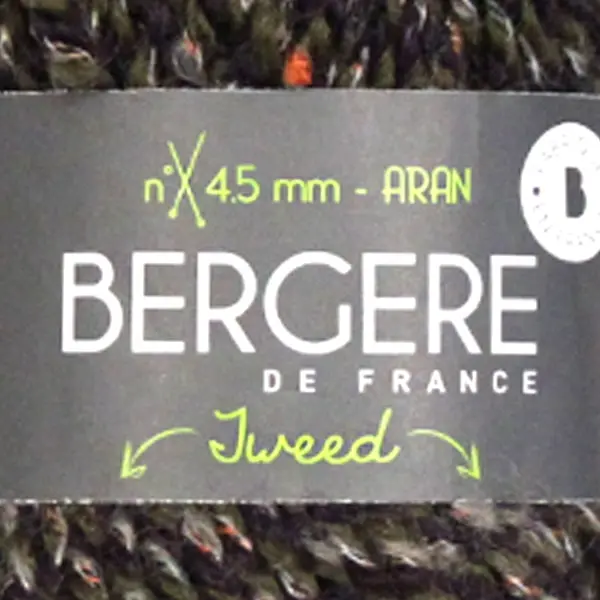 n° 4.5 mm - ARAN
B
BERGERE
DE FRANCE
Tweed